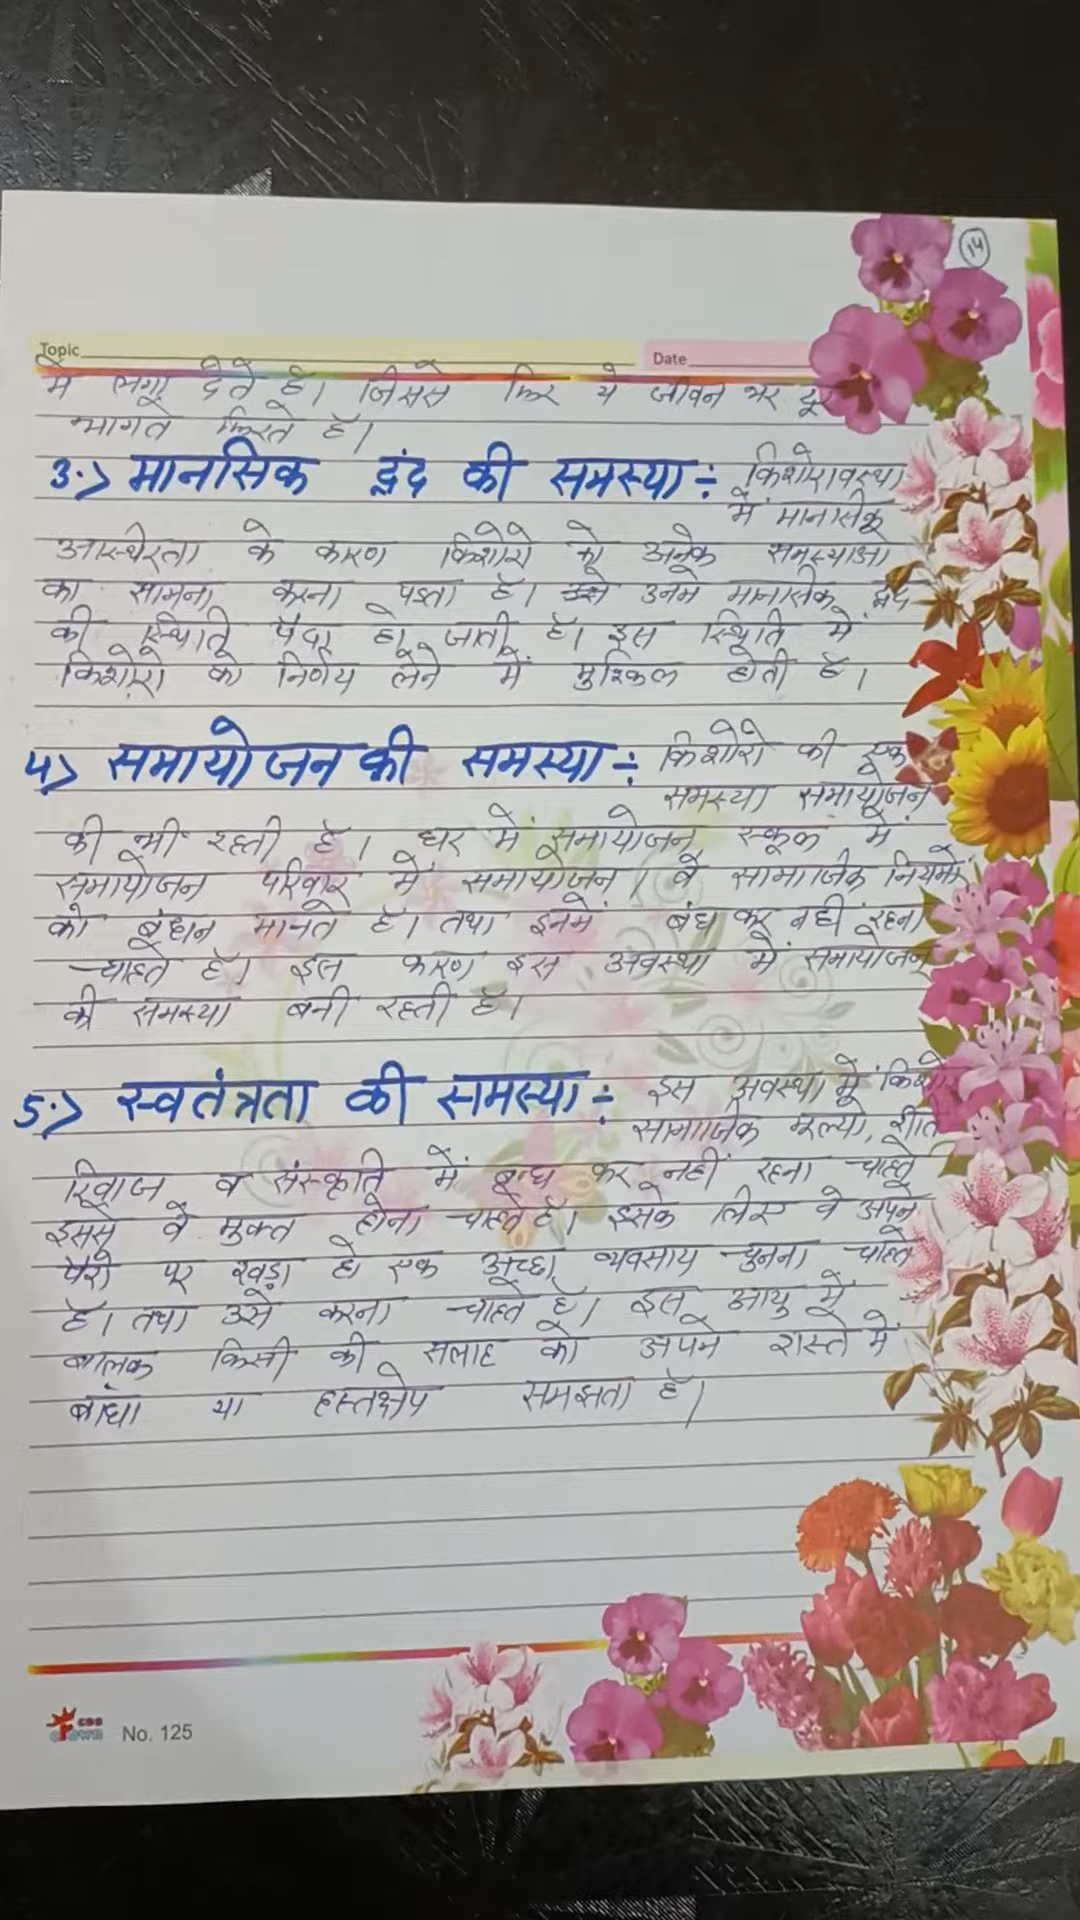 14
Topic
Date
में लगा देते है। जिससे फिर ये जीवन भर दूर
भागते फिरते है।
3.> मानसिक द्वंद की समस्या ÷ किशोरावस्था
में मानसिक
अस्थिरता के कारण किशोरो को अनेक समस्याओ
का सामना करना पडता है। उनमे मानसिक द्वंद
की स्थिति पैदा हो जाती है। इस स्थिति में
किशोरो को निर्णय लेने में मुश्किल होती है।
4> समायोजन की समस्या ÷ किशोरो की एक
समस्या समायोजन
की भी रहती है। घर में समायोजन स्कूल में
समायोजन परिवार में समायोजन। वे सामाजिक नियमों
को बंधन मानते है। तथा इनमें बंध कर नही रहना
चाहते है। इस कारण इस अवस्था में समायोजन
की समस्या बनी रहती है।
5.> स्वतंत्रता की समस्या ÷ इस अवस्था में किशोर
सामाजिक मूल्यो, रीति
रिवाज व संस्कृति में बन्ध कर नहीं रहना चाहते
इससे वे मुक्त होना चाहते है। इसके लिए वे अपने
पैरो पर खड़ा हो एक अच्छा व्यवसाय चुनना चाहते
है। तथा उसे करना चाहते है। इस आयु में
बालक किसी की सलाह को अपने रास्ते में
बांधा या हस्तक्षेप समझता है।
CBB
Crown No. 125